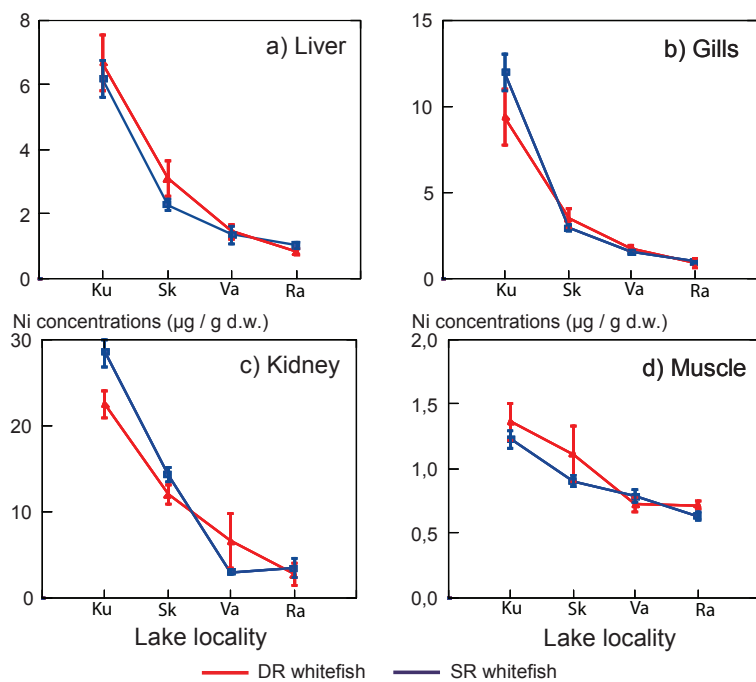 8
6
4
2
0
a) Liver
Ku
Sk
Va
Ra
15
10
5
0
b) Gills
Ku
Sk
Va
Ra
Ni concentrations (µg / g d.w.)
Ni concentrations (µg / g d.w.)
30
20
10
0
c) Kidney
Ku
Sk
Va
Ra
Lake locality
2,0
1,5
1,0
0,5
0,0
d) Muscle
Ku
Sk
Va
Ra
Lake locality
DR whitefish
SR whitefish